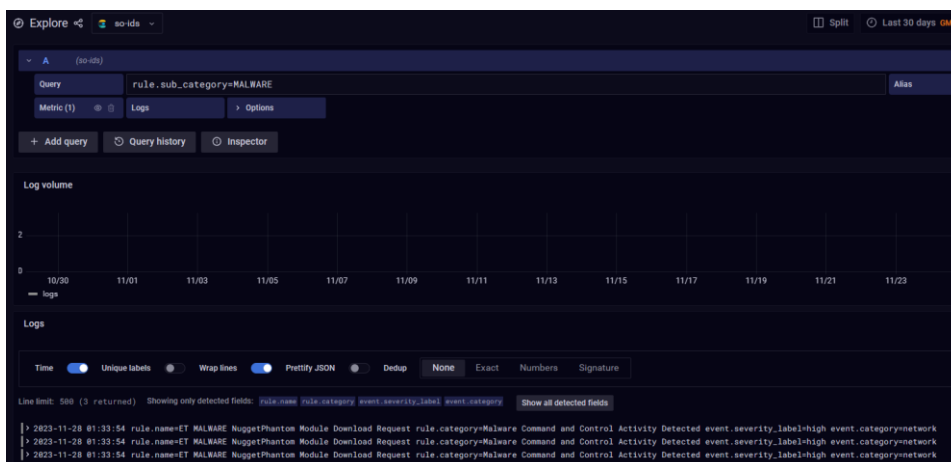 Explore so-ids Split Last 30 days GM
A (so-ids)
Query rule.sub_category=MALWARE Alias
Metric (1) Logs > Options
+ Add query Query history Inspector
Log volume
2
0
10/30 11/01 11/03 11/05 11/07 11/09 11/11 11/13 11/15 11/17 11/19 11/21 11/23
logs
Logs
Time Unique labels Wrap lines Prettify JSON Dedup None Exact Numbers Signature
Line limit: 500 (3 returned) Showing only detected fields: rule.name rule.category event.severity_label event.category Show all detected fields
> 2023-11-28 01:33:54 rule.name=ET MALWARE NuggetPhantom Module Download Request rule.category=Malware Command and Control Activity Detected event.severity_label=high event.category=network
> 2023-11-28 01:33:54 rule.name=ET MALWARE NuggetPhantom Module Download Request rule.category=Malware Command and Control Activity Detected event.severity_label=high event.category=network
> 2023-11-28 01:33:54 rule.name=ET MALWARE NuggetPhantom Module Download Request rule.category=Malware Command and Control Activity Detected event.severity_label=high event.category=network